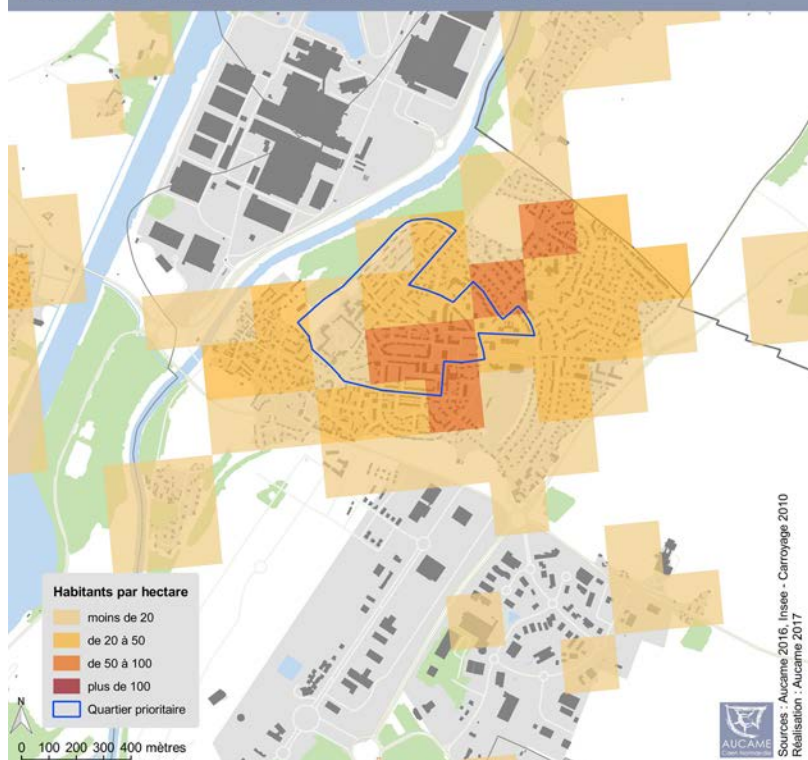 Habitants par hectare
moins de 20
de 20 à 50
de 50 à 100
plus de 100
Quartier prioritaire
N
0 100 200 300 400 mètres
Sources : Aucame 2016, Insee - Carroyage 2010
Réalisation : Aucame 2017
AUCAME
Caen Normandie